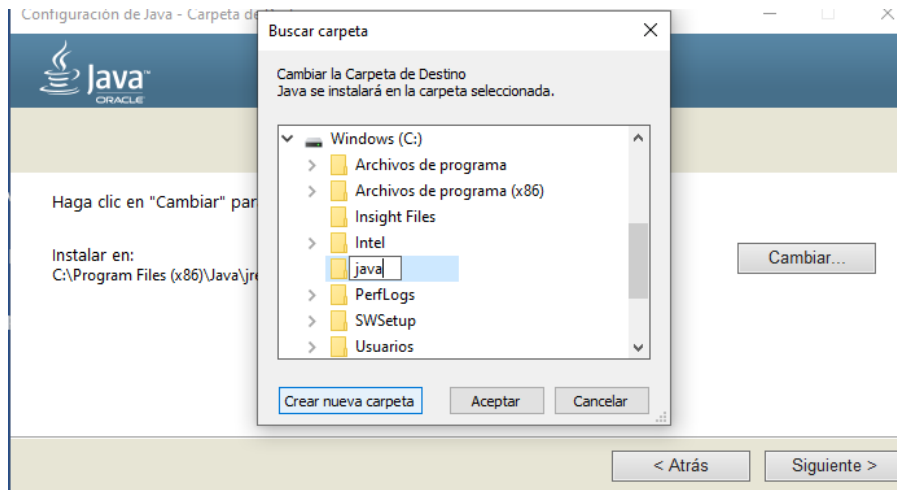 Configuración de Java - Carpeta de
Buscar carpeta
Java™
ORACLE
Cambiar la Carpeta de Destino
Java se instalará en la carpeta seleccionada.
Windows (C:)
Archivos de programa
Archivos de programa (x86)
Insight Files
Intel
java
PerfLogs
SWSetup
Usuarios
Haga clic en "Cambiar" par
Instalar en:
C:\Program Files (x86)\Java\jre
Cambiar...
Crear nueva carpeta
Aceptar
Cancelar
< Atrás
Siguiente >